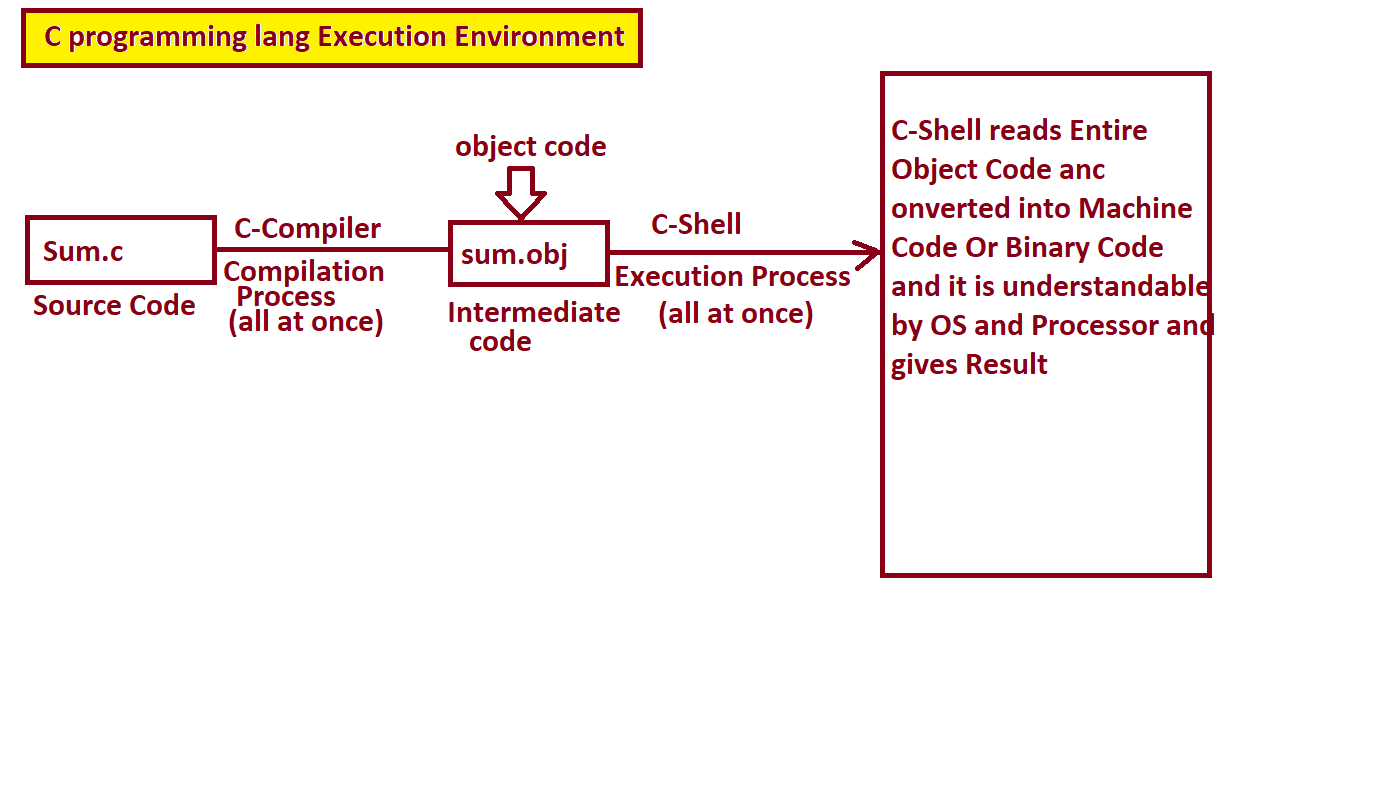 C programming lang Execution Environment
object code
Sum.c
Source Code
C-Compiler
Compilation
Process
(all at once)
sum.obj
Intermediate
code
C-Shell
Execution Process
(all at once)
C-Shell reads Entire
Object Code anc
onverted into Machine
Code Or Binary Code
and it is understandable
by OS and Processor and
gives Result